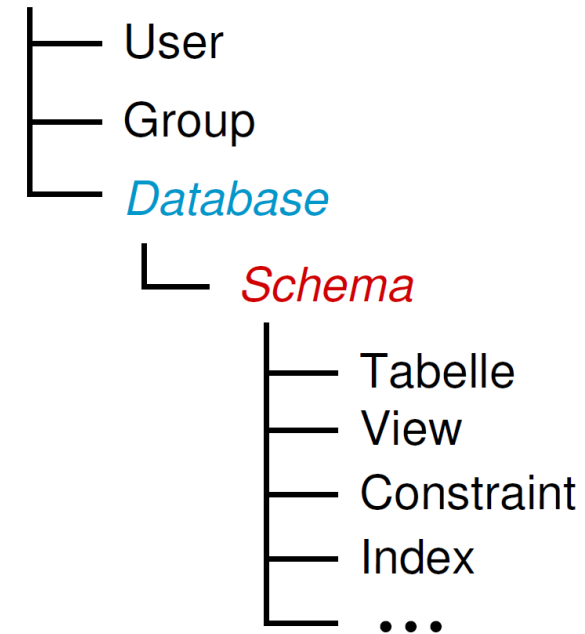 User
Group
Database
Schema
Tabelle
View
Constraint
Index
...